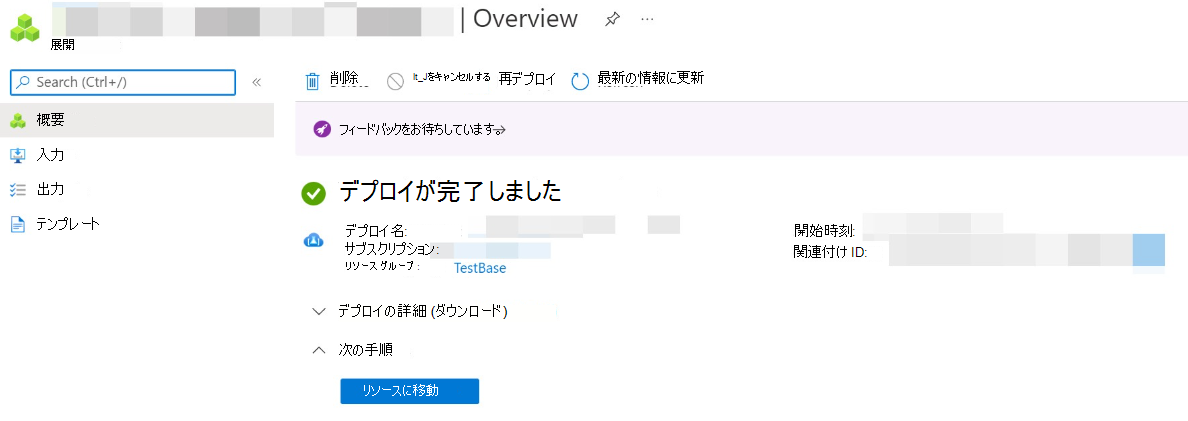 | Overview
展開
Search (Ctrl+/)
概要
入力
出力
テンプレート
削除 をキャンセルする 再デプロイ 最新の情報に更新
フィードバックをお待ちしています
デプロイが完了しました
デプロイ名:
サブスクリプション:
リソース グループ : TestBase
開始時刻:
関連付け ID:
デプロイの詳細 (ダウンロード)
次の手順
リソースに移動